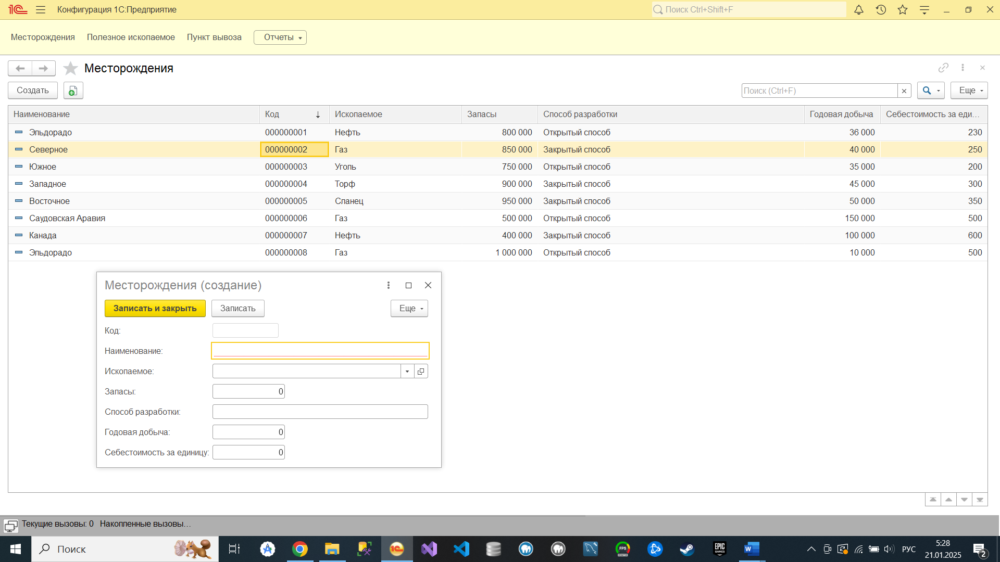 Конфигурация 1С:Предприятие
Поиск Ctrl+Shift+F
Месторождения Полезное ископаемое Пункт вывоза Отчеты
Месторождения
Создать
Поиск (Ctrl+F)
Еще
Наименование Код Ископаемое Запасы Способ разработки Годовая добыча Себестоимость за еди...
Эльдорадо 000000001 Нефть 800 000 Открытый способ 36 000 230
Северное 000000002 Газ 850 000 Закрытый способ 40 000 250
Южное 000000003 Уголь 750 000 Открытый способ 35 000 200
Западное 000000004 Торф 900 000 Закрытый способ 45 000 300
Восточное 000000005 Сланец 950 000 Закрытый способ 50 000 350
Саудовская Аравия 000000006 Газ 500 000 Открытый способ 150 000 500
Канада 000000007 Нефть 400 000 Закрытый способ 100 000 600
Эльдорадо 000000008 Газ 1 000 000 Открытый способ 10 000 500
Месторождения (создание)
Записать и закрыть Записать Еще
Код:
Наименование:
Ископаемое:
Запасы: 0
Способ разработки:
Годовая добыча: 0
Себестоимость за единицу: 0
Текущие вызовы: 0 Накопленные вызовы...
Поиск
FPS
EPIC GAMES
РУС
5:28
21.01.2025
2